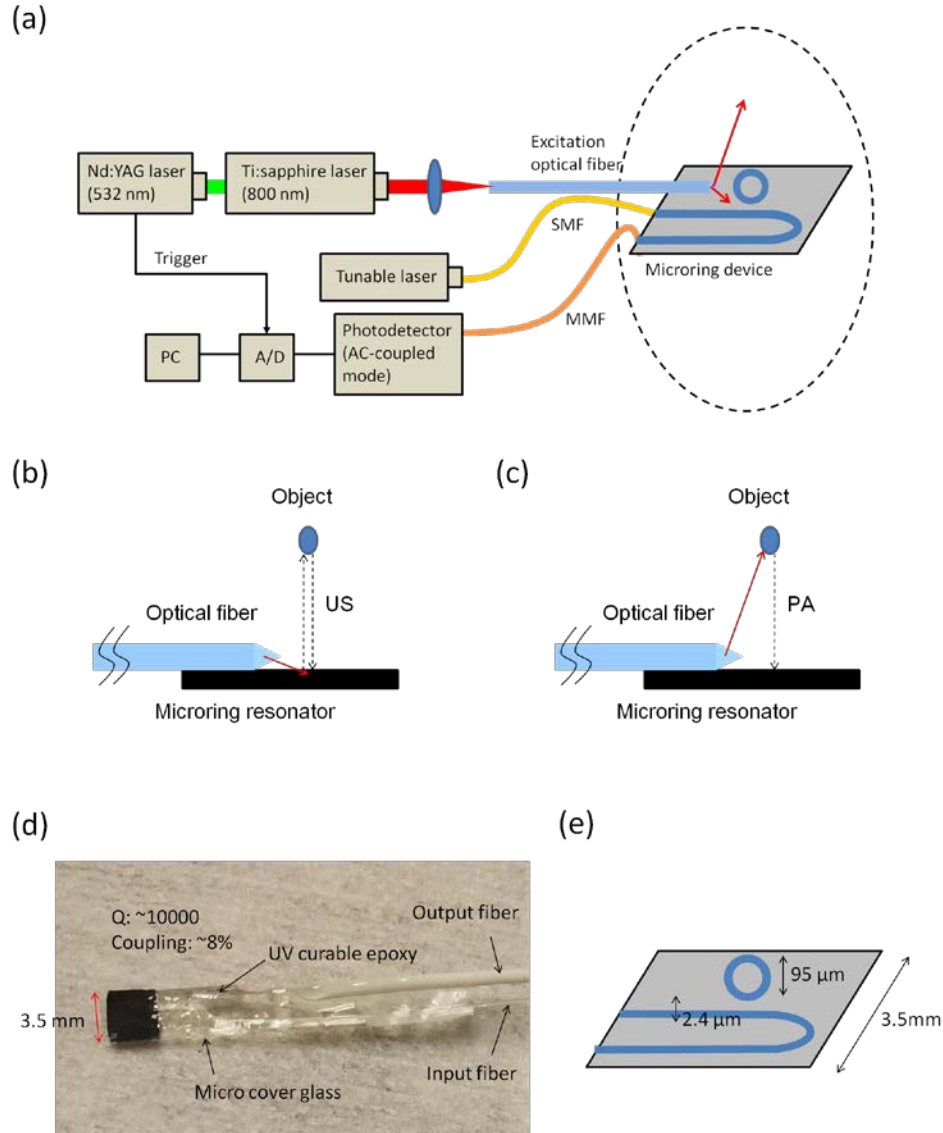 (a)
Nd:YAG laser
(532 nm)
Ti:sapphire laser
(800 nm)
Excitation
optical fiber
SMF
Microring device
Trigger
Tunable laser
MMF
PC
A/D
Photodetector
(AC-coupled
mode)
(b)
Object
US
Optical fiber
Microring resonator
(c)
Object
PA
Optical fiber
Microring resonator
(d)
Q: ~10000
Coupling: ~8%
UV curable epoxy
Output fiber
3.5 mm
Micro cover glass
Input fiber
(e)
95 μm
2.4 μm
3.5mm